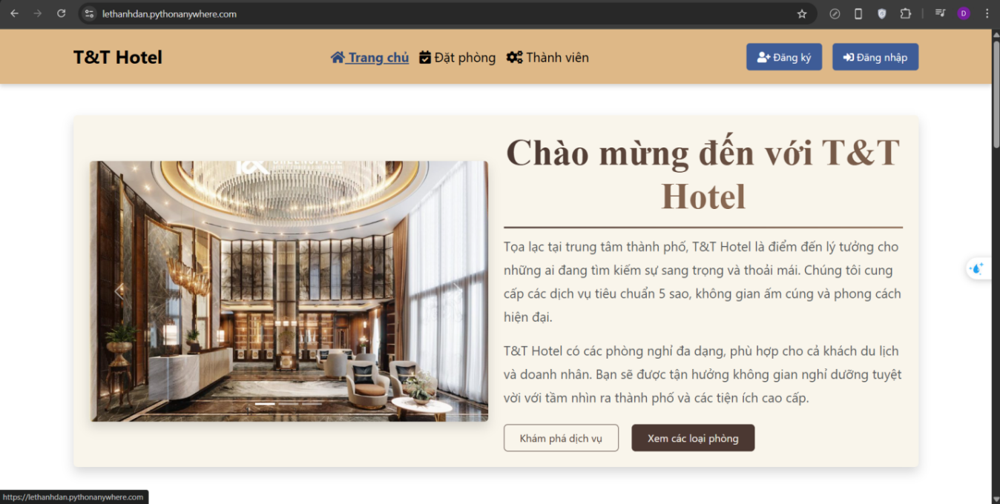 lethanhdan.pythonanywhere.com
D
T&T Hotel
Trang chủ
Đặt phòng
Thành viên
Đăng ký
Đăng nhập
Chào mừng đến với T&T
Hotel
Tọa lạc tại trung tâm thành phố, T&T Hotel là điểm đến lý tưởng cho
những ai đang tìm kiếm sự sang trọng và thoải mái. Chúng tôi cung
cấp các dịch vụ tiêu chuẩn 5 sao, không gian ấm cúng và phong cách
hiện đại.
T&T Hotel có các phòng nghỉ đa dạng, phù hợp cho cả khách du lịch
và doanh nhân. Bạn sẽ được tận hưởng không gian nghỉ dưỡng tuyệt
vời với tầm nhìn ra thành phố và các tiện ích cao cấp.
Khám phá dịch vụ
Xem các loại phòng
https://lethanhdan.pythonanywhere.com